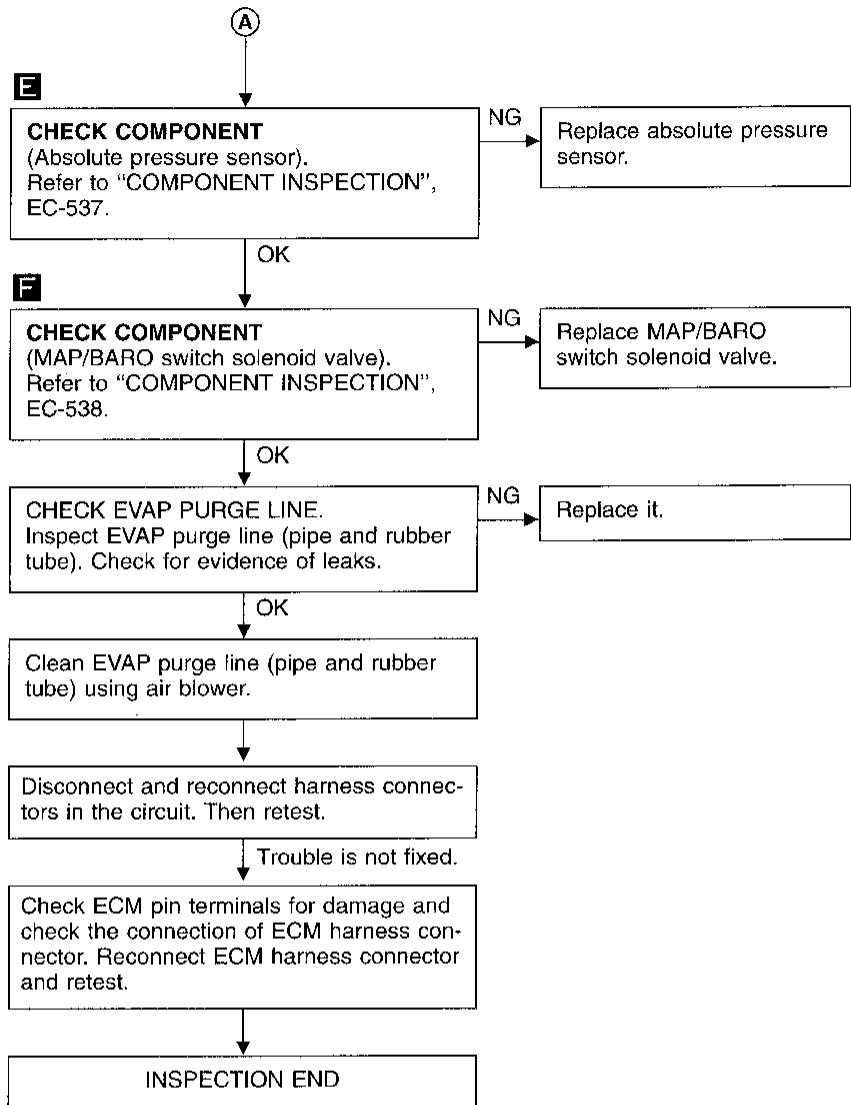 A
E
CHECK COMPONENT
(Absolute pressure sensor).
Refer to “COMPONENT INSPECTION”,
EC-537.
NG
Replace absolute pressure
sensor.
OK
F
CHECK COMPONENT
(MAP/BARO switch solenoid valve).
Refer to “COMPONENT INSPECTION”,
EC-538.
NG
Replace MAP/BARO
switch solenoid valve.
OK
CHECK EVAP PURGE LINE.
Inspect EVAP purge line (pipe and rubber
tube). Check for evidence of leaks.
NG
Replace it.
OK
Clean EVAP purge line (pipe and rubber
tube) using air blower.
Disconnect and reconnect harness connec-
tors in the circuit. Then retest.
Trouble is not fixed.
Check ECM pin terminals for damage and
check the connection of ECM harness con-
nector. Reconnect ECM harness connector
and retest.
INSPECTION END